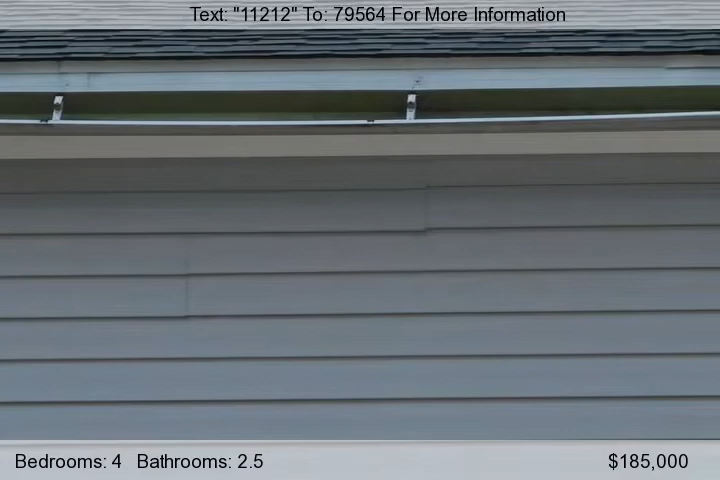 Text: "11212" To: 79564 For More Information
Bedrooms: 4 Bathrooms: 2.5 $185,000